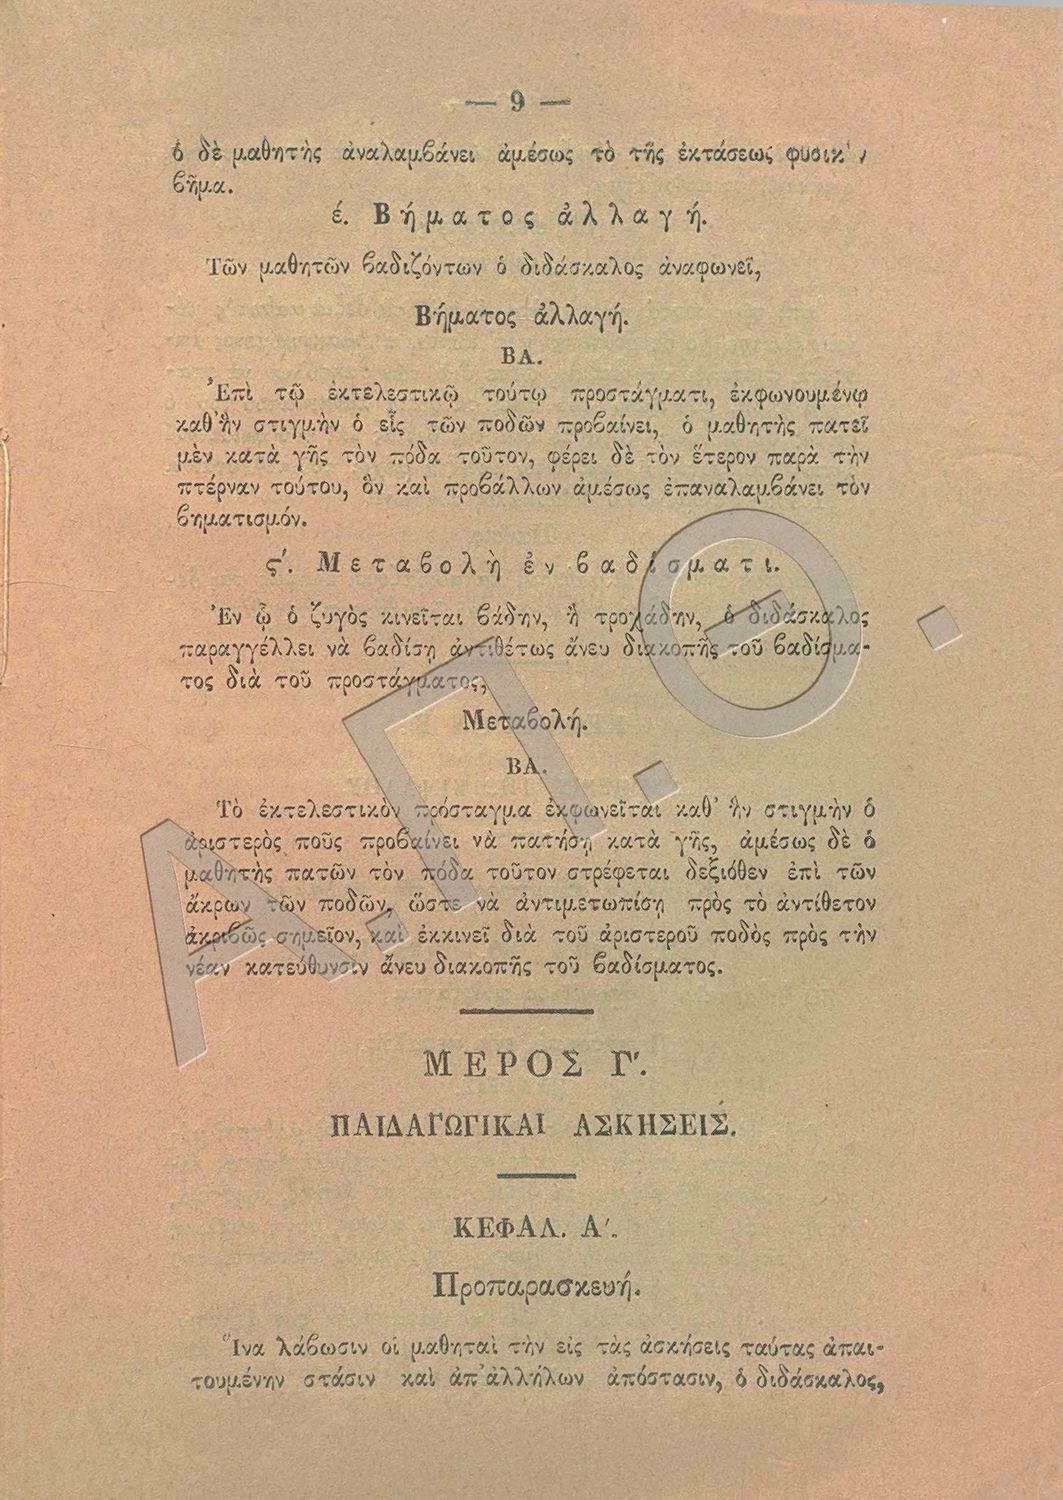 — 9 —
ὁ δὲ μαθητὴς ἀναλαμβάνει ἀμέσως τὸ τῆς ἐκτάσεως
βῆμα.
έ. Βήματος ἀλλαγή.
Τῶν μαθητῶν βαδιζόντων ὁ διδάσκαλος ἀναφωνεῖ,
Βήματος ἀλλαγή.
ΒΑ.
Ἐπὶ τῷ ἐκτελεστικῷ τούτῳ προστάγματι, ἐκφωνουμένῳ
καθ' ἣν στιγμὴν ὁ εἷς τῶν ποδῶν προβαίνει, ὁ μαθητὴς πατεῖ
μὲν κατὰ γῆς τὸν πόδα τοῦτον, φέρει δὲ τὸν ἕτερον παρὰ τὴν
πτέρναν τούτου, ὃν καὶ προβάλλων ἀμέσως ἐπαναλαμβάνει τὸν
βηματισμόν.
ς'. Μεταβολὴ ἐν βαδίσματι.
Ἐν ᾧ ὁ ζυγὸς κινεῖται βάδην, ἢ τροχάδην, ὁ διδάσκαλος
παραγγέλλει νὰ βαδίσῃ ἀντιθέτως ἄνευ διακοπῆς τοῦ βαδίσμα-
τος διὰ τοῦ προστάγματος,
Μεταβολή.
ΒΑ.
Τὸ ἐκτελεστικὸν πρόσταγμα ἐκφωνεῖται καθ' ἣν στιγμὴν ὁ
ἀριστερὸς ποῦς προβαίνει νὰ πατήσῃ κατὰ γῆς, ἀμέσως δὲ ὁ
μαθητὴς πατῶν τὸν πόδα τοῦτον στρέφεται δεξιόθεν ἐπὶ τῶν
ἄκρων τῶν ποδῶν, ὥστε νὰ ἀντιμετωπίσῃ πρὸς τὸ ἀντίθετον
ἀκριβῶς σημεῖον, καὶ ἐκκινεῖ διὰ τοῦ ἀριστεροῦ ποδὸς πρὸς τὴν
νέαν κατεύθυνσιν ἄνευ διακοπῆς τοῦ βαδίσματος.
ΜΕΡΟΣ Γ'.
ΠΑΙΔΑΓΩΓΙΚΑΙ ΑΣΚΗΣΕΙΣ.
ΚΕΦΑΛ. Α'.
Προπαρασκευή.
Ἵνα λάβωσιν οἱ μαθηταὶ τὴν εἰς τὰς ἀσκήσεις ταύτας ἀπαι-
τουμένην στάσιν καὶ ἀπ' ἀλλήλων ἀπόστασιν, ὁ διδάσκαλος,
Α.Π.Θ.